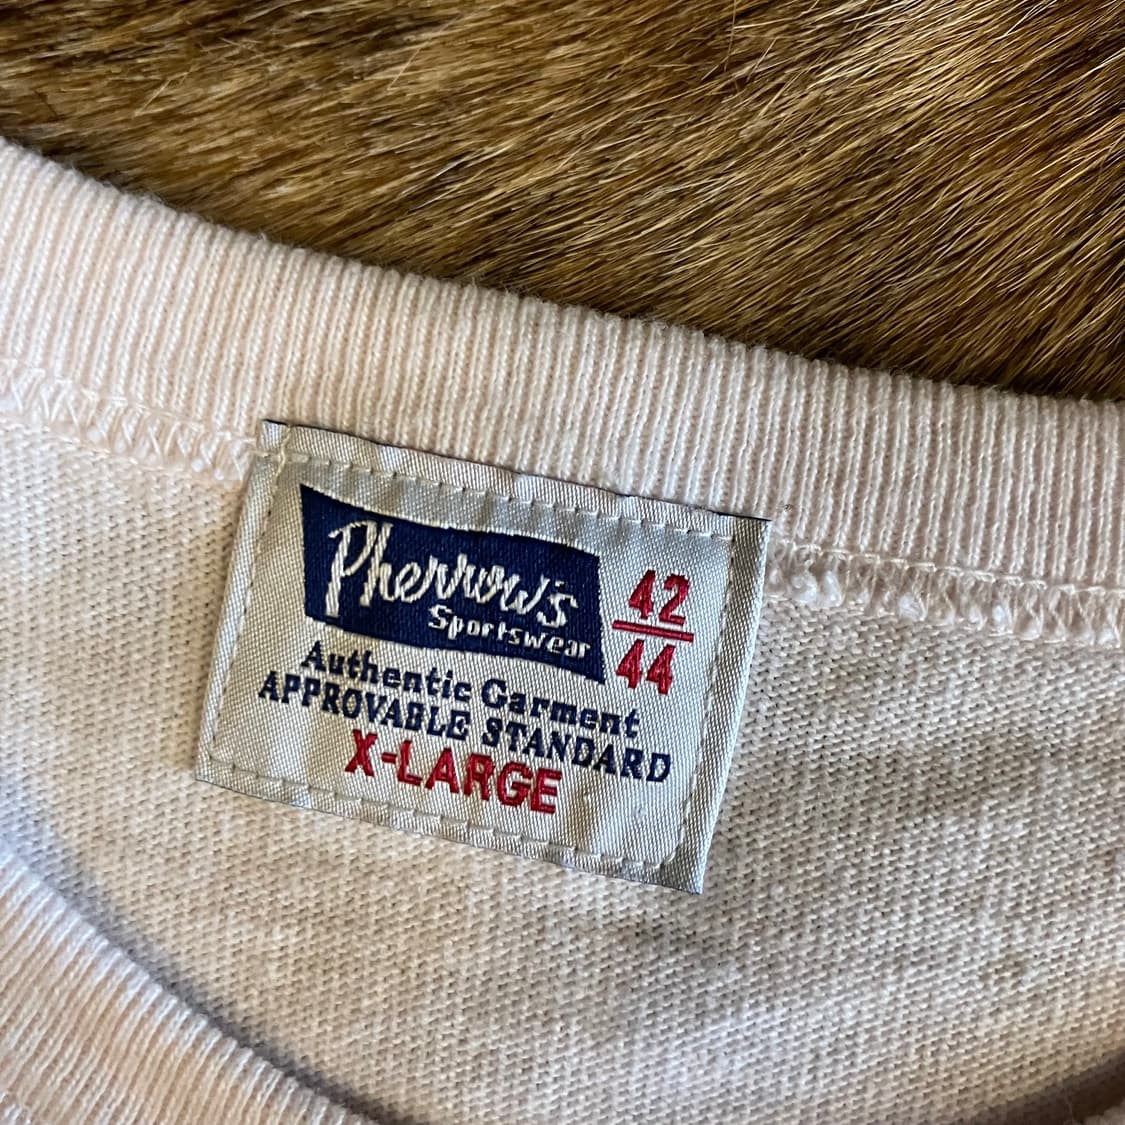 Pherrow's
Sportswear
42
44
Authentic Garment
APPROVABLE STANDARD
X-LARGE